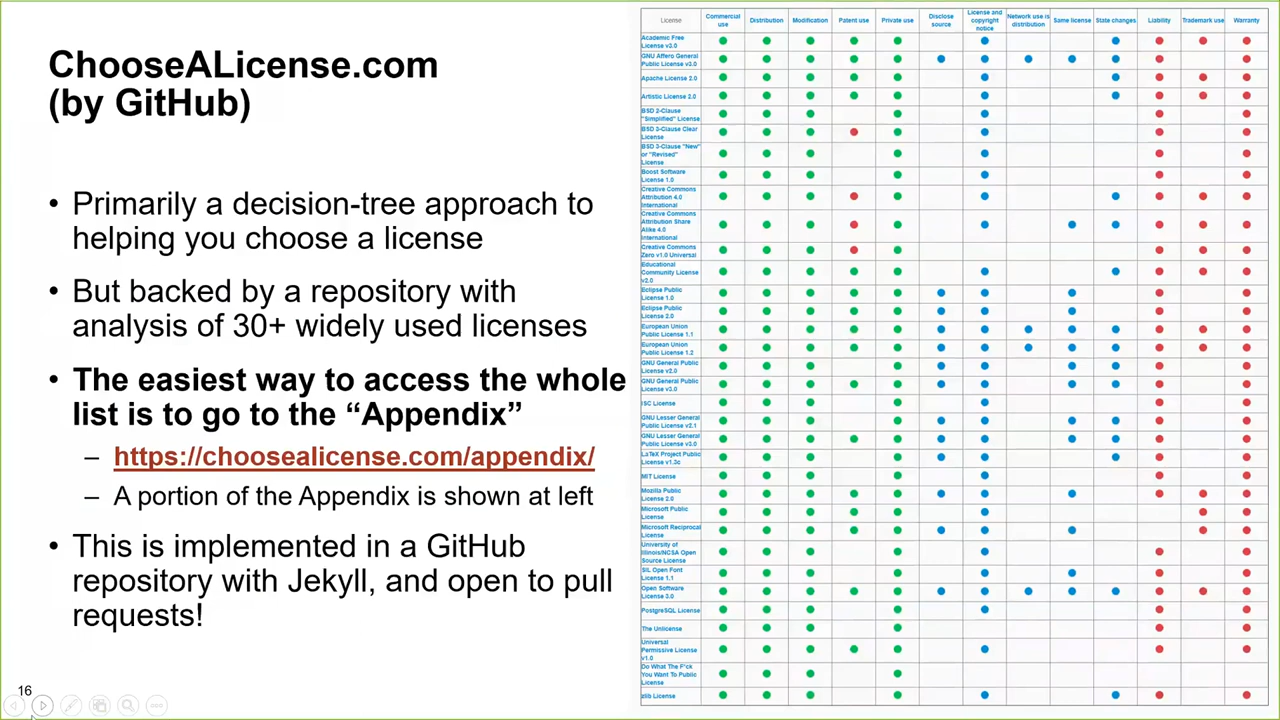 ChooseALicense.com
(by GitHub)
• Primarily a decision-tree approach to
helping you choose a license
• But backed by a repository with
analysis of 30+ widely used licenses
• The easiest way to access the whole
list is to go to the “Appendix”
– https://choosealicense.com/appendix/
– A portion of the Appendix is shown at left
• This is implemented in a GitHub
repository with Jekyll, and open to pull
requests!
16
License
Commercial
use
Distribution
Modification
Patent use
Private use
Disclose
source
License and
copyright
notice
Network use is
distribution
Same license
State changes
Liability
Trademark use
Warranty
Academic Free
License v3.0
GNU Affero General
Public License v3.0
Apache License 2.0
Artistic License 2.0
BSD 2-Clause
"Simplified" License
BSD 3-Clause Clear
License
BSD 3-Clause "New"
or "Revised"
License
Boost Software
License 1.0
Creative Commons
Attribution 4.0
International
Creative Commons
Attribution Share
Alike 4.0
International
Creative Commons
Zero v1.0 Universal
Educational
Community License
v2.0
Eclipse Public
License 1.0
Eclipse Public
License 2.0
European Union
Public License 1.1
European Union
Public License 1.2
GNU General Public
License v2.0
GNU General Public
License v3.0
ISC License
GNU Lesser General
Public License v2.1
GNU Lesser General
Public License v3.0
LaTeX Project Public
License v1.3c
MIT License
Mozilla Public
License 2.0
Microsoft Public
License
Microsoft Reciprocal
License
University of
Illinois/NCSA Open
Source License
SIL Open Font
License 1.1
Open Software
License 3.0
PostgreSQL License
The Unlicense
Universal
Permissive License
v1.0
Do What The F*ck
You Want To Public
License
zlib License